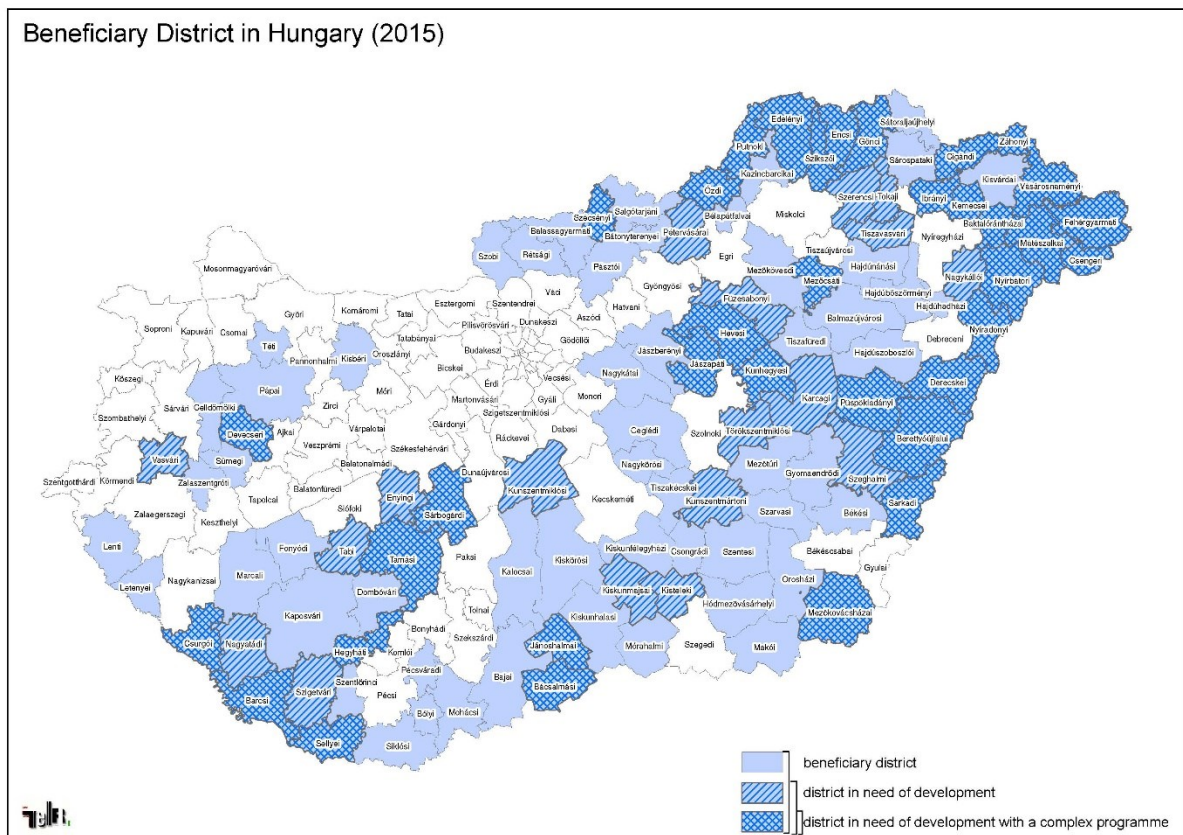 Beneficiary District in Hungary (2015)
Sátoraljaújhelyi
Edelényi
Encsi
Gönci
Záhonyi
Putnoki
Szikszói
Sárospataki
Cigándi
Kisvárdai
Kazincbarcikai
Vásárosnaményi
Ózdi
Szerencsi
Tokaji
Ibrányi
Kemecsei
Szécsényi
Salgótarjáni
Bélapátfalvai
Miskolci
Baktalórántházai
Fehérgyarmati
Balassagyarmati
Bátonyterenyei
Pétervásárai
Tiszavasvári
Nyíregyházi
Mátészalkai
Szobi
Rétsági
Pásztói
Egri
Mezőkövesdi
Tiszaújvárosi
Hajdúnánási
Nagykállói
Csengeri
Mosonmagyaróvári
Mezőcsáti
Nyírbátori
Váci
Gyöngyösi
Füzesabonyi
Hajdúböszörményi
Hajdúhadházi
Esztergomi
Szentendrei
Aszódi
Hatvani
Balmazújvárosi
Győri
Komáromi
Tatai
Pilisvörösvári
Dunakeszi
Hevesi
Tiszafüredi
Debreceni
Nyíradonyi
Soproni
Kapuvári
Csornai
Tatabányai
Gödöllői
Téti
Pannonhalmi
Kisbéri
Oroszlányi
Budakeszi
Jászberényi
Hajdúszoboszlói
Bicskei
Nagykátai
Jászapáti
Kunhegyesi
Kőszegi
Pápai
Móri
Érdi
Vecsési
Derecskei
Sárvári
Celldömölki
Zirci
Martonvásári
Gyáli
Monori
Karcagi
Püspökladányi
Szombathelyi
Szigetszentmiklósi
Devecseri
Ajkai
Várpalotai
Gárdonyi
Dabasi
Ceglédi
Szolnoki
Törökszentmiklósi
Veszprémi
Székesfehérvári
Ráckevei
Berettyóújfalui
Vasvári
Sümegi
Balatonalmádi
Nagykőrösi
Mezőtúri
Gyomaendrődi
Szentgotthárdi
Körmendi
Zalaszentgróti
Dunaújvárosi
Szeghalmi
Tapolcai
Balatonfüredi
Enyingi
Kunszentmiklósi
Tiszakécskei
Kunszentmártoni
Sarkadi
Zalaegerszegi
Keszthelyi
Siófoki
Sárbogárdi
Kecskeméti
Szarvasi
Békési
Lenti
Fonyódi
Tabi
Tamási
Paksi
Kiskunfélegyházi
Csongrádi
Szentesi
Békéscsabai
Letenyei
Nagykanizsai
Marcali
Kalocsai
Kiskőrösi
Gyulai
Dombóvári
Kiskunmajsai
Kisteleki
Orosházi
Kaposvári
Tolnai
Kiskunhalasi
Hódmezővásárhelyi
Mezőkovácsházai
Csurgói
Nagyatádi
Hegyháti
Bonyhádi
Szekszárdi
Jánoshalmai
Mórahalmi
Szegedi
Makói
Komlói
Pécsváradi
Bajai
Barcsi
Szigetvári
Szentlőrinci
Pécsi
Bácsalmási
Bólyi
Mohácsi
Sellyei
Siklósi
beneficiary district
district in need of development
district in need of development with a complex programme